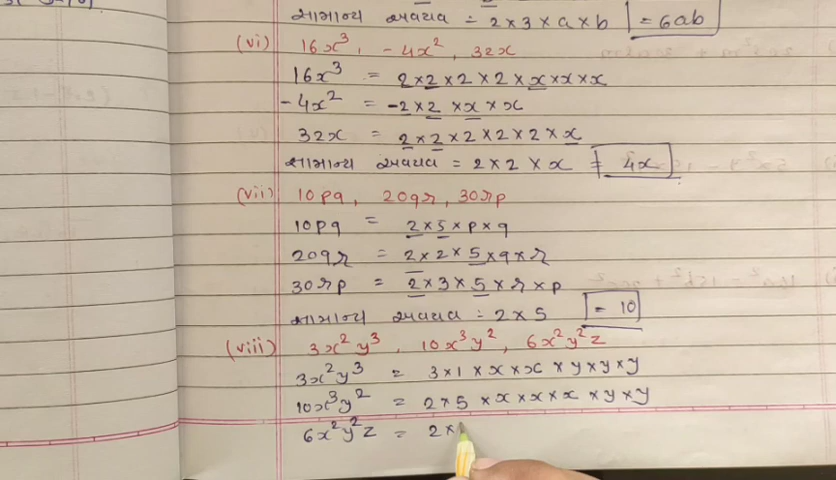 સામાન્ય અવયવ = 2 × 3 × a × b = 6ab
(vi) 16x³, - 4x², 32x
16x³ = 2 × 2 × 2 × 2 × x × x × x
-4x² = -2 × 2 × x × x
32x = 2 × 2 × 2 × 2 × 2 × x
સામાન્ય અવયવ = 2 × 2 × x = 4x
(vii) 10pq, 20qr, 30rp
10pq = 2 × 5 × p × q
20qr = 2 × 2 × 5 × q × r
30rp = 2 × 3 × 5 × r × p
સામાન્ય અવયવ = 2 × 5 = 10
(viii) 3x²y³, 10x³y², 6x²y²z
3x²y³ = 3 × 1 × x × x × y × y × y
10x³y² = 2 × 5 × x × x × x × y × y
6x²y²z = 2 ×